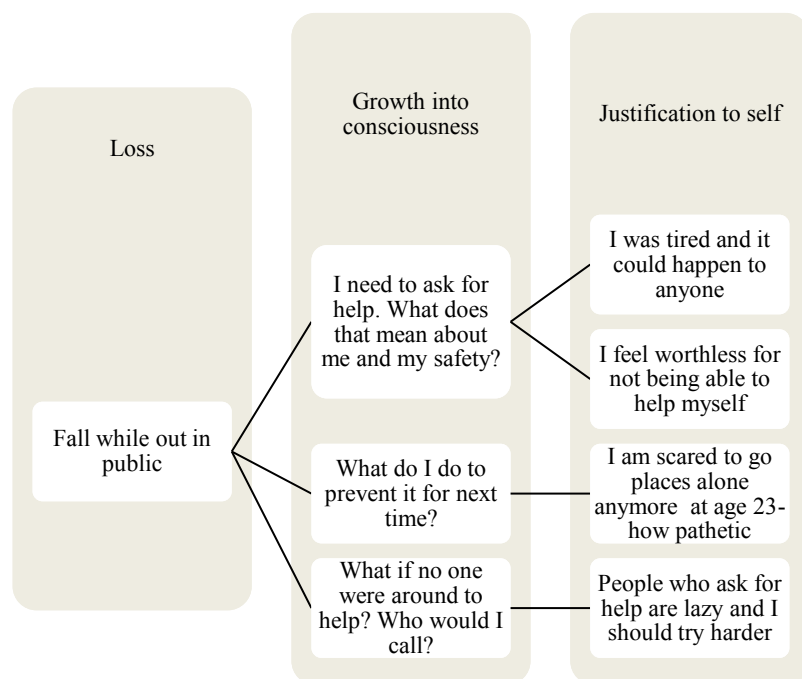 Loss
Growth into
consciousness
Justification to self
Fall while out in
public
I need to ask for
help. What does
that mean about
me and my safety?
What do I do to
prevent it for next
time?
What if no one
were around to
help? Who would I
call?
I was tired and it
could happen to
anyone
I feel worthless for
not being able to
help myself
I am scared to go
places alone
anymore  at age 23-
how pathetic
People who ask for
help are lazy and I
should try harder